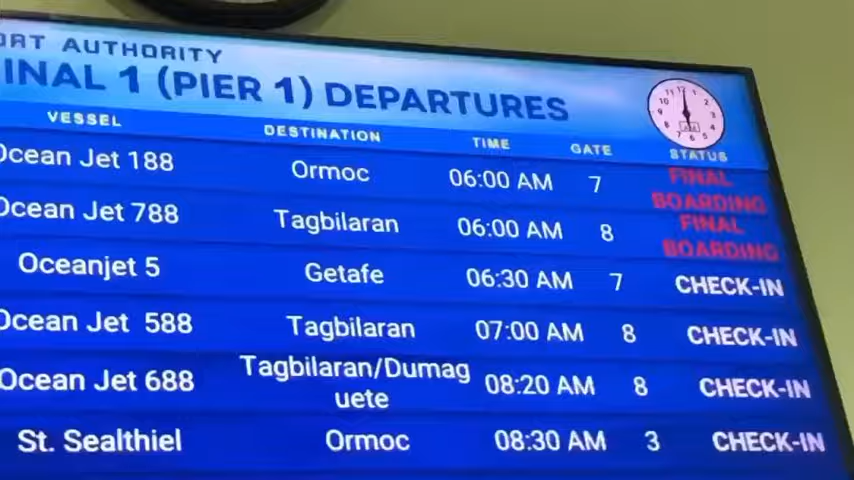 ORT AUTHORITY
INAL 1 (PIER 1) DEPARTURES
VESSEL DESTINATION TIME GATE STATUS
Ocean Jet 188 Ormoc 06:00 AM 7 FINAL BOARDING
Ocean Jet 788 Tagbilaran 06:00 AM 8 FINAL BOARDING
Oceanjet 5 Getafe 06:30 AM 7 CHECK-IN
Ocean Jet 588 Tagbilaran 07:00 AM 8 CHECK-IN
Ocean Jet 688 Tagbilaran/Dumaguete 08:20 AM 8 CHECK-IN
St. Sealthiel Ormoc 08:30 AM 3 CHECK-IN